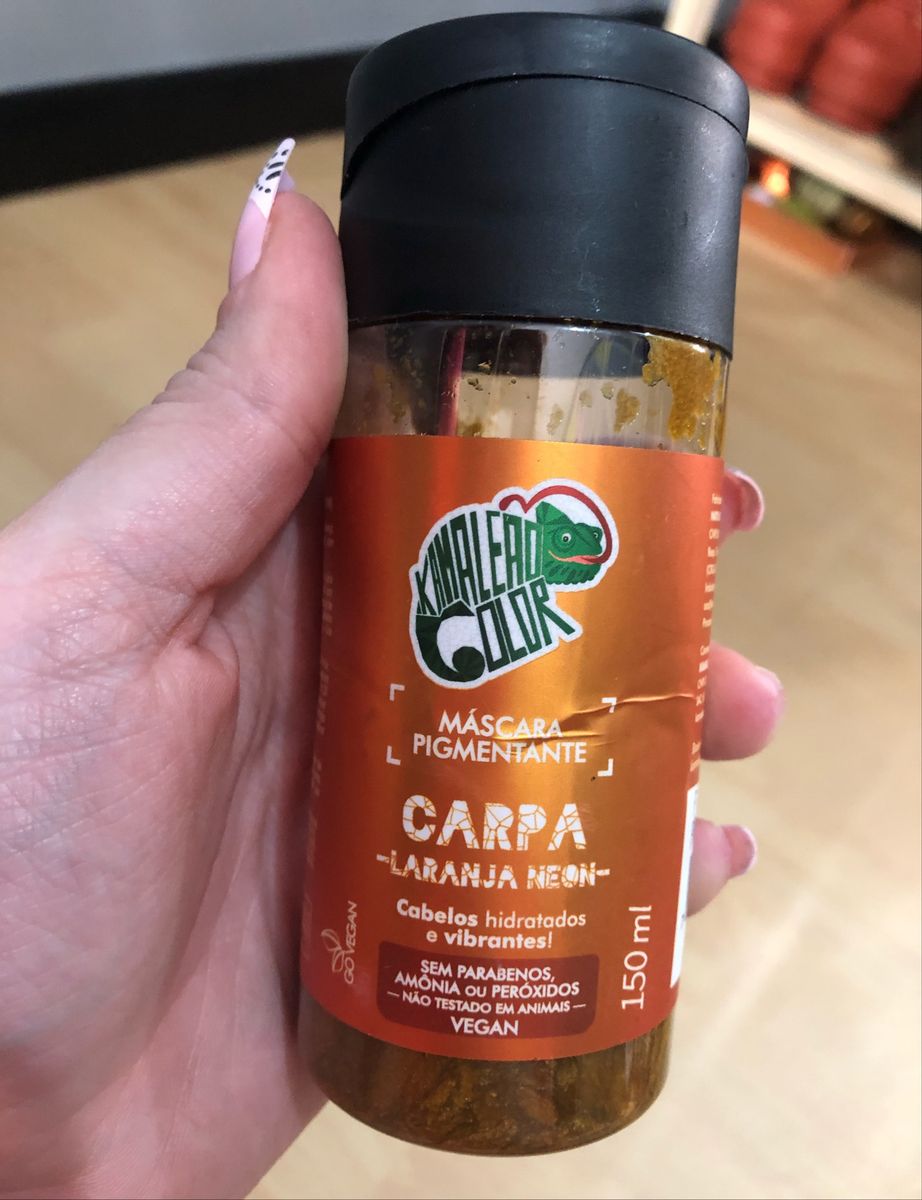 KAMALEÃO
COLOR
MÁSCARA
PIGMENTANTE
CARPA
-LARANJA NEON-
Cabelos hidratados
e vibrantes!
GO VEGAN
SEM PARABENOS,
AMÔNIA OU PERÓXIDOS
— NÃO TESTADO EM ANIMAIS —
VEGAN
150 ml